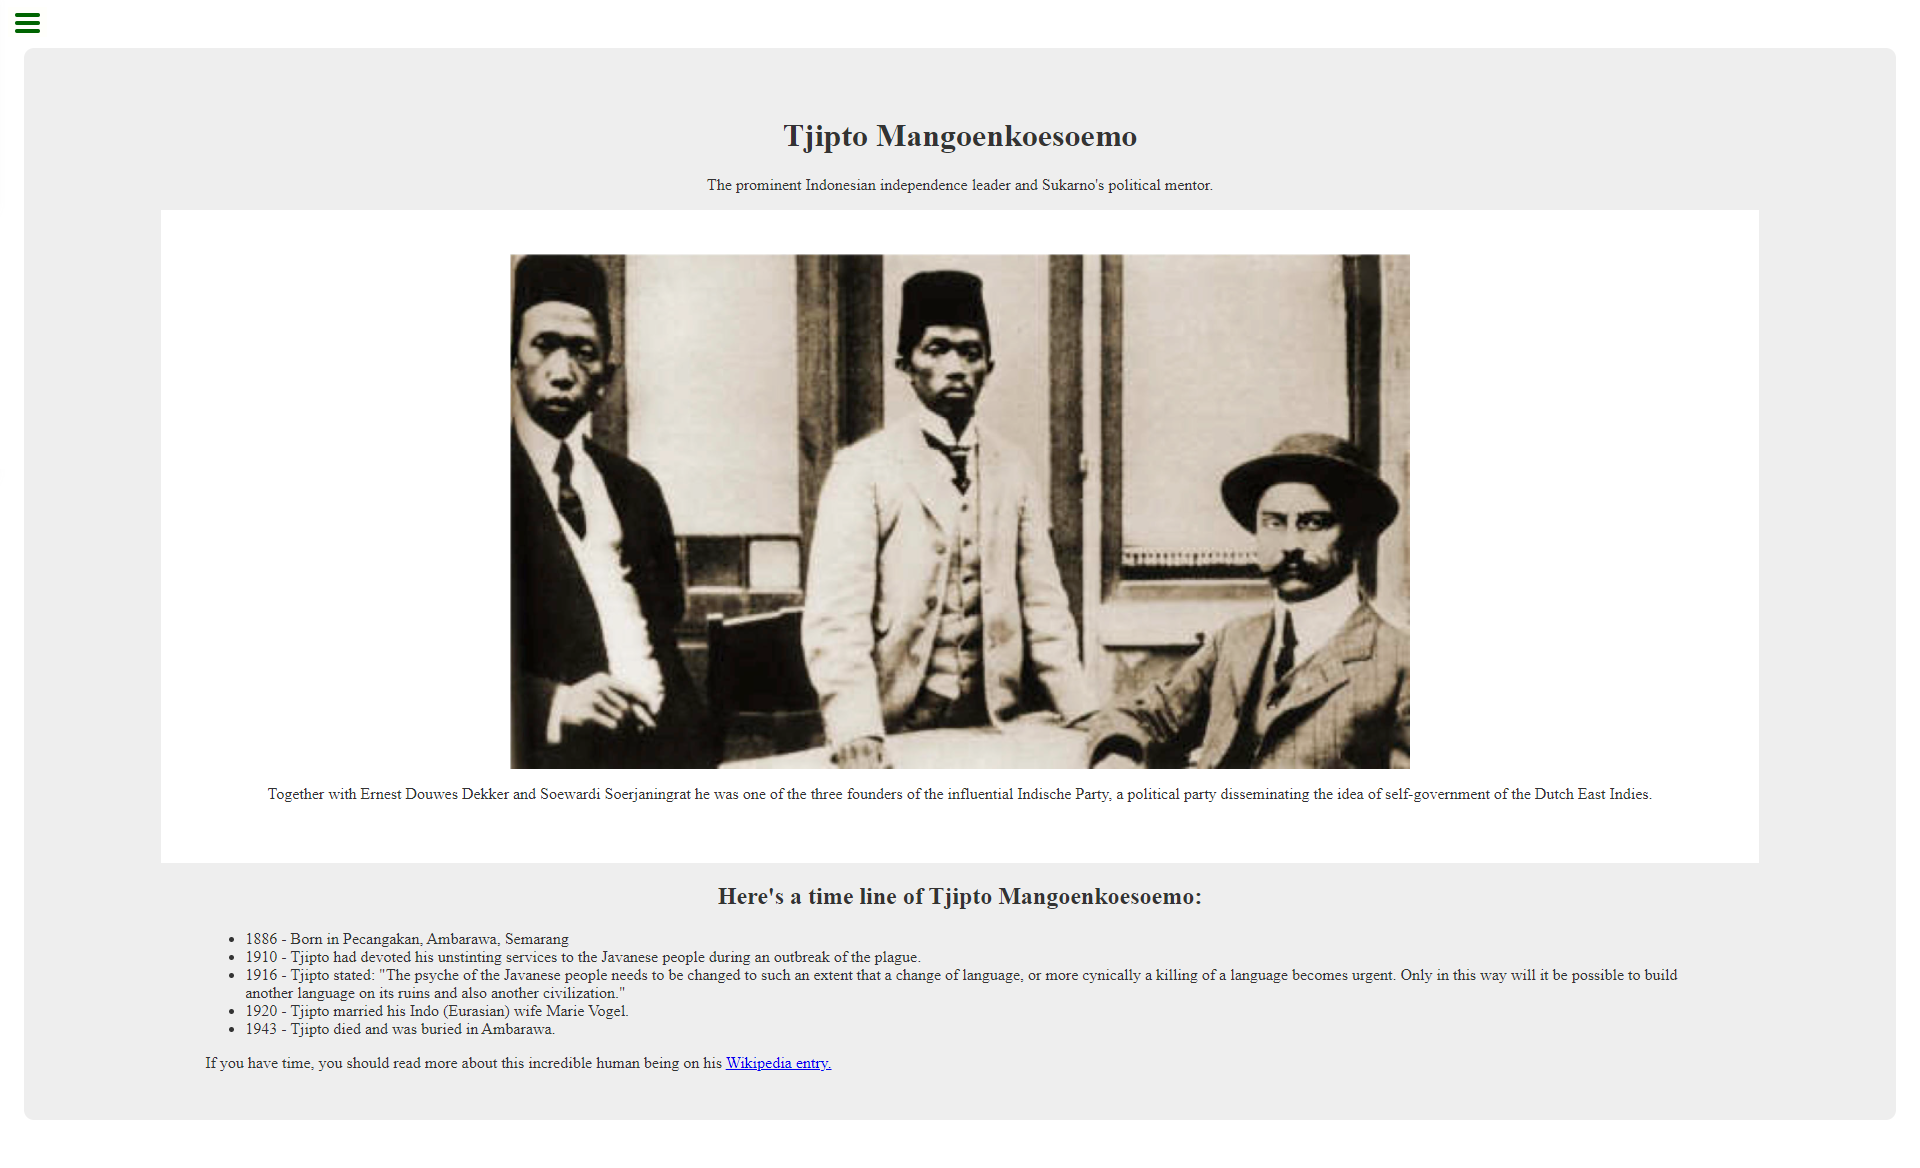 Tjipto Mangoenkoesoemo
The prominent Indonesian independence leader and Sukarno's political mentor.
Together with Ernest Douwes Dekker and Soewardi Soerjaningrat he was one of the three founders of the influential Indische Party, a political party disseminating the idea of self-government of the Dutch East Indies.
Here's a time line of Tjipto Mangoenkoesoemo:
• 1886 - Born in Pecangakan, Ambarawa, Semarang
• 1910 - Tjipto had devoted his unstinting services to the Javanese people during an outbreak of the plague.
• 1916 - Tjipto stated: "The psyche of the Javanese people needs to be changed to such an extent that a change of language, or more cynically a killing of a language becomes urgent. Only in this way will it be possible to build
another language on its ruins and also another civilization."
• 1920 - Tjipto married his Indo (Eurasian) wife Marie Vogel.
• 1943 - Tjipto died and was buried in Ambarawa.
If you have time, you should read more about this incredible human being on his Wikipedia entry.